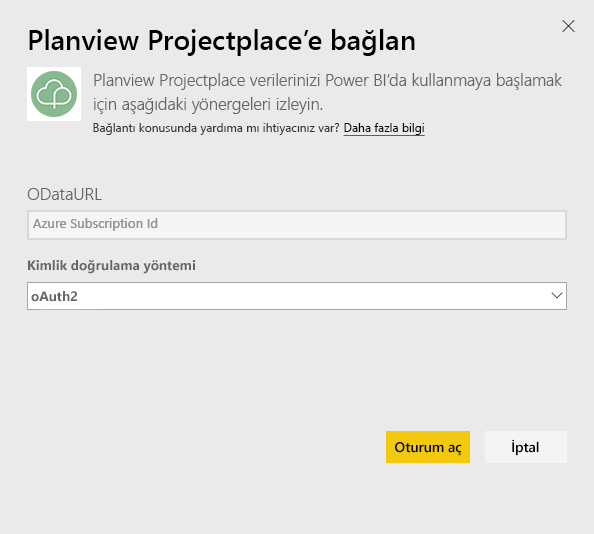 Planview Projectplace’e bağlan
Planview Projectplace verilerinizi Power BI’da kullanmaya başlamak
için aşağıdaki yönergeleri izleyin.
Bağlantı konusunda yardıma mı ihtiyacınız var? Daha fazla bilgi
ODataURL
Azure Subscription Id
Kimlik doğrulama yöntemi
oAuth2
Oturum aç İptal